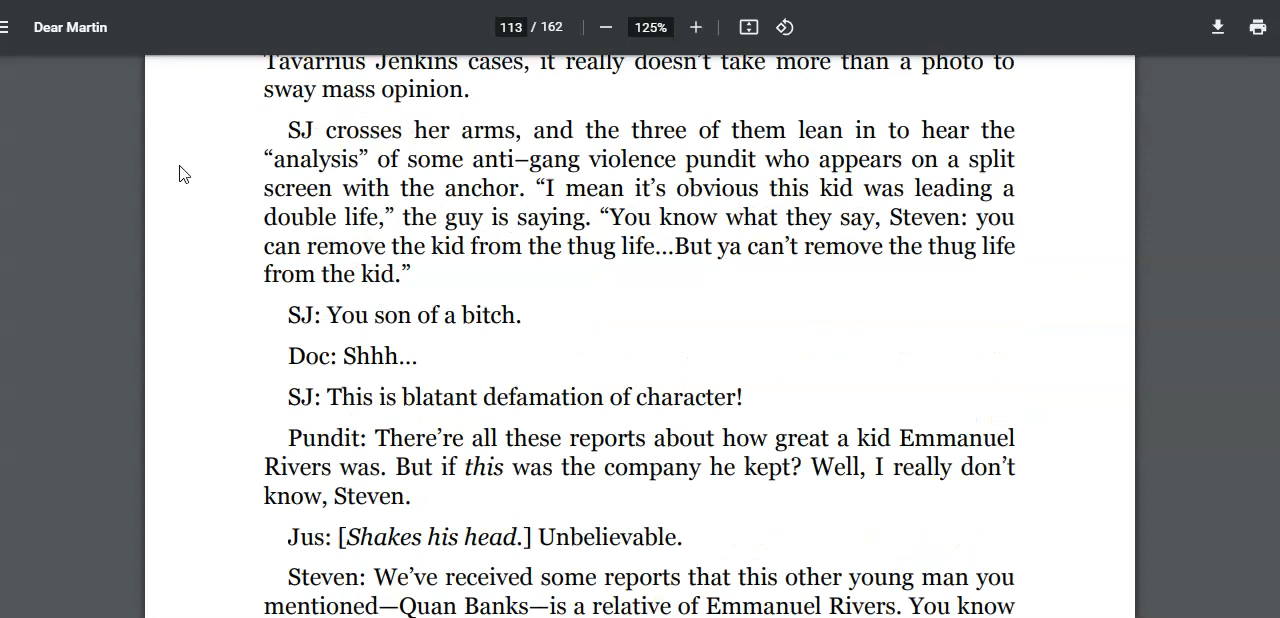 Dear Martin
113 / 162
125%
Tavarrius Jenkins cases, it really doesn’t take more than a photo to
sway mass opinion.
SJ crosses her arms, and the three of them lean in to hear the
“analysis” of some anti–gang violence pundit who appears on a split
screen with the anchor. “I mean it’s obvious this kid was leading a
double life,” the guy is saying. “You know what they say, Steven: you
can remove the kid from the thug life…But ya can’t remove the thug life
from the kid.”
SJ: You son of a bitch.
Doc: Shhh…
SJ: This is blatant defamation of character!
Pundit: There’re all these reports about how great a kid Emmanuel
Rivers was. But if this was the company he kept? Well, I really don’t
know, Steven.
Jus: [Shakes his head.] Unbelievable.
Steven: We’ve received some reports that this other young man you
mentioned—Quan Banks—is a relative of Emmanuel Rivers. You know